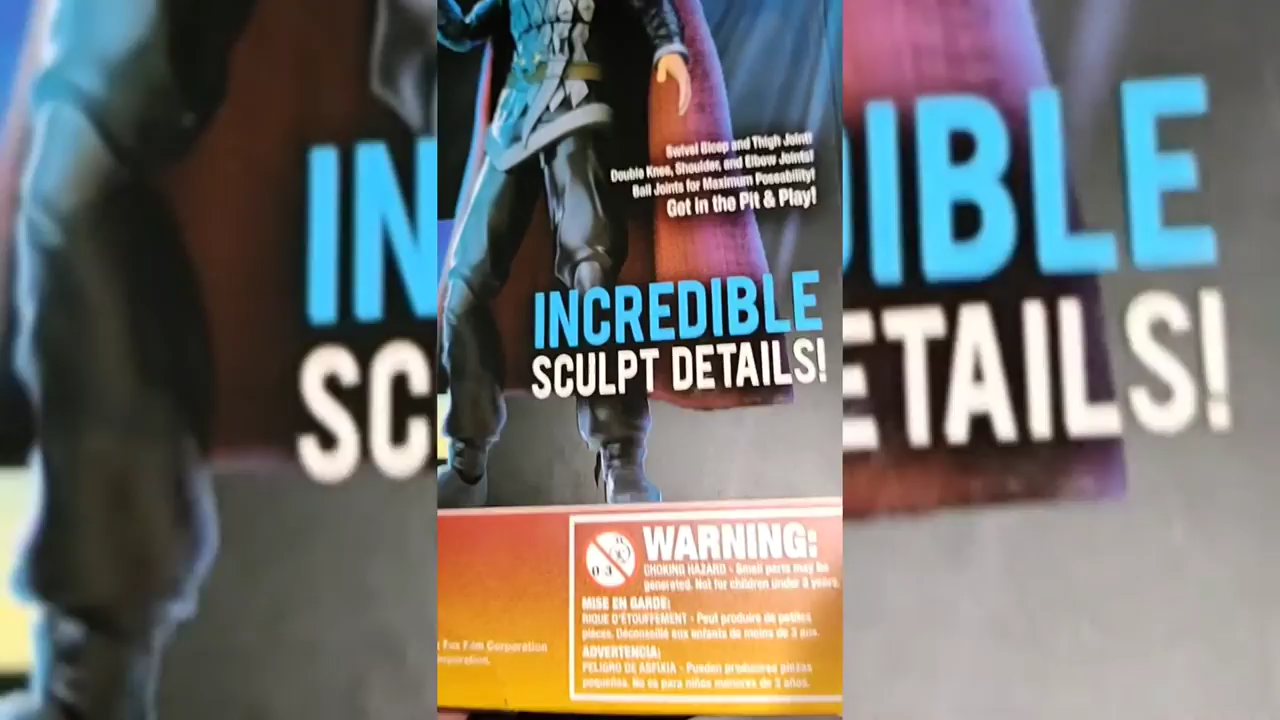 Swivel Bicep and Thigh Joint!
Double Knee, Shoulder, and Elbow Joints!
Ball Joints for Maximum Poseability!
Get in the Pit & Play!
INCREDIBLE
SCULPT DETAILS!
WARNING:
CHOKING HAZARD - Small parts may be
generated. Not for children under 3 years.
MISE EN GARDE:
RIQUE D'ÉTOUFFEMENT - Peut produire de petites
pièces. Déconseillé aux enfants de moins de 3 ans.
ADVERTENCIA:
PELIGRO DE ASFIXIA - Pueden producirse piezas
pequeñas. No es para niños menores de 3 años.
Fox Film Corporation